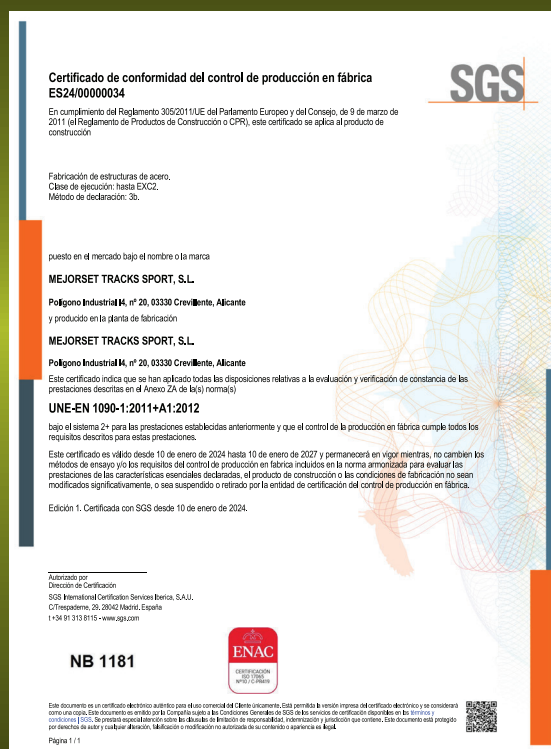 SGS
Certificado de conformidad del control de producción en fábrica
ES24/00000034
En cumplimiento del Reglamento 305/2011/UE del Parlamento Europeo y del Consejo, de 9 de marzo de
2011 (el Reglamento de Productos de Construcción o CPR), este certificado se aplica al producto de
construcción
Fabricación de estructuras de acero.
Clase de ejecución: hasta EXC2.
Método de declaración: 3b.
puesto en el mercado bajo el nombre o la marca
MEJORSET TRACKS SPORT, S.L.
Polígono Industrial I4, nº 20, 03330 Crevillente, Alicante
y producido en la planta de fabricación
MEJORSET TRACKS SPORT, S.L.
Polígono Industrial I4, nº 20, 03330 Crevillente, Alicante
Este certificado indica que se han aplicado todas las disposiciones relativas a la evaluación y verificación de constancia de las
prestaciones descritas en el Anexo ZA de la(s) norma(s)
UNE-EN 1090-1:2011+A1:2012
bajo el sistema 2+ para las prestaciones establecidas anteriormente y que el control de la producción en fábrica cumple todos los
requisitos descritos para estas prestaciones.
Este certificado es válido desde 10 de enero de 2024 hasta 10 de enero de 2027 y permanecerá en vigor mientras, no cambien los
métodos de ensayo y/o los requisitos del control de producción en fabrica incluidos en la norma armonizada para evaluar las
prestaciones de las características esenciales declaradas, el producto de construcción o las condiciones de fabricación no sean
modificados significativamente, o sea suspendido o retirado por la entidad de certificación del control de producción en fábrica.
Edición 1. Certificada con SGS desde 10 de enero de 2024.
Autorizado por
Dirección de Certificación
SGS International Certification Services Iberica, S.A.U.
C/Trespaderne, 29. 28042 Madrid. España
t +34 91 313 8115 - www.sgs.com
NB 1181
ENAC
CERTIFICACIÓN
ISO 17065
Nº10 / C-PR419
Este documento es un certificado electrónico auténtico para el uso comercial del Cliente únicamente. Está permitida la versión impresa del certificado electrónico y se considerará
como una copia. Este documento es emitido por la Compañía sujeto a las Condiciones Generales de SGS de los servicios de certificación disponibles en los términos y
condiciones | SGS. Se prestará especial atención sobre las cláusulas de limitación de responsabilidad, indemnización y jurisdicción que contiene. Este documento está protegido
por derechos de autor y cualquier alteración, falsificación o modificación no autorizada de su contenido o apariencia es ilegal.
Página 1 / 1